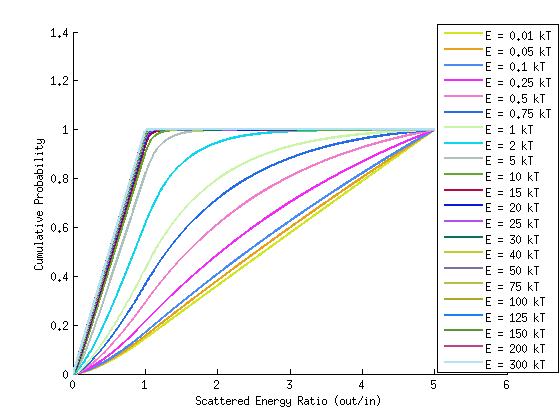 1.4
1.2
1
0.8
0.6
0.4
0.2
0
Cumulative Probability
0 1 2 3 4 5 6
Scattered Energy Ratio (out/in)
E = 0.01 kT
E = 0.05 kT
E = 0.1 kT
E = 0.25 kT
E = 0.5 kT
E = 0.75 kT
E = 1 kT
E = 2 kT
E = 5 kT
E = 10 kT
E = 15 kT
E = 20 kT
E = 25 kT
E = 30 kT
E = 40 kT
E = 50 kT
E = 75 kT
E = 100 kT
E = 125 kT
E = 150 kT
E = 200 kT
E = 300 kT